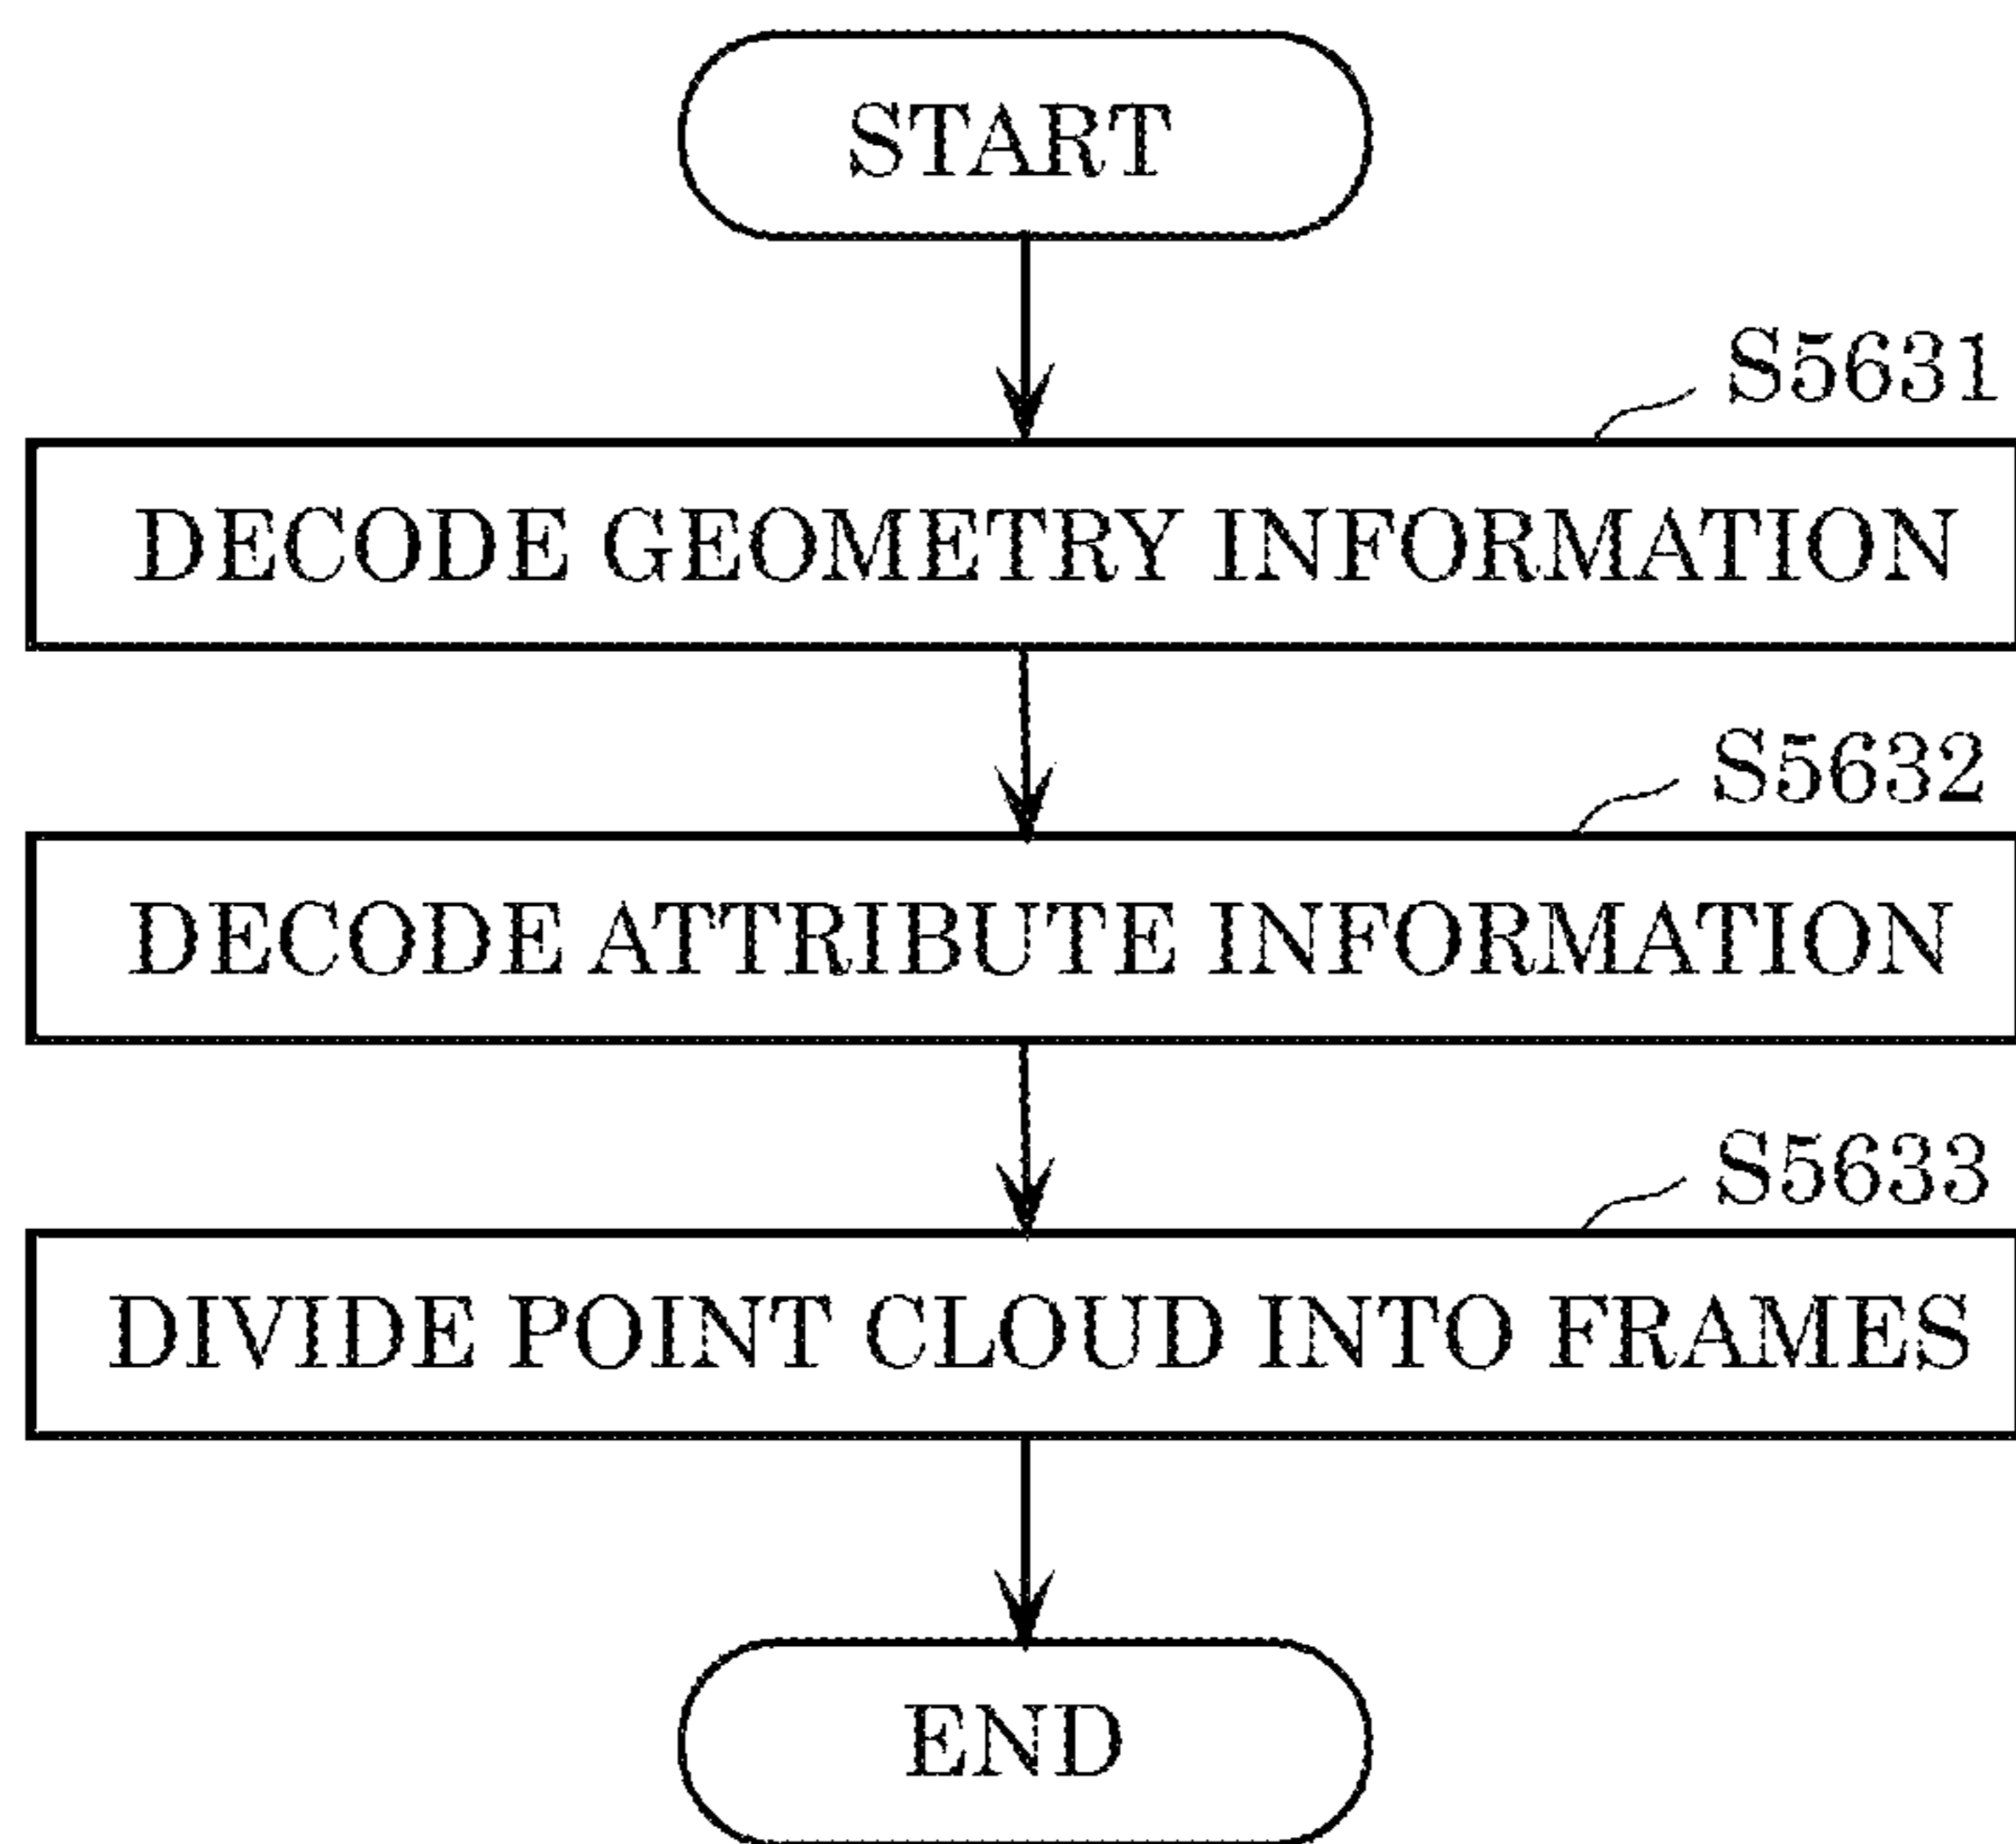 START
S5631
DECODE GEOMETRY INFORMATION
S5632
DECODE ATTRIBUTE INFORMATION
S5633
DIVIDE POINT CLOUD INTO FRAMES
END